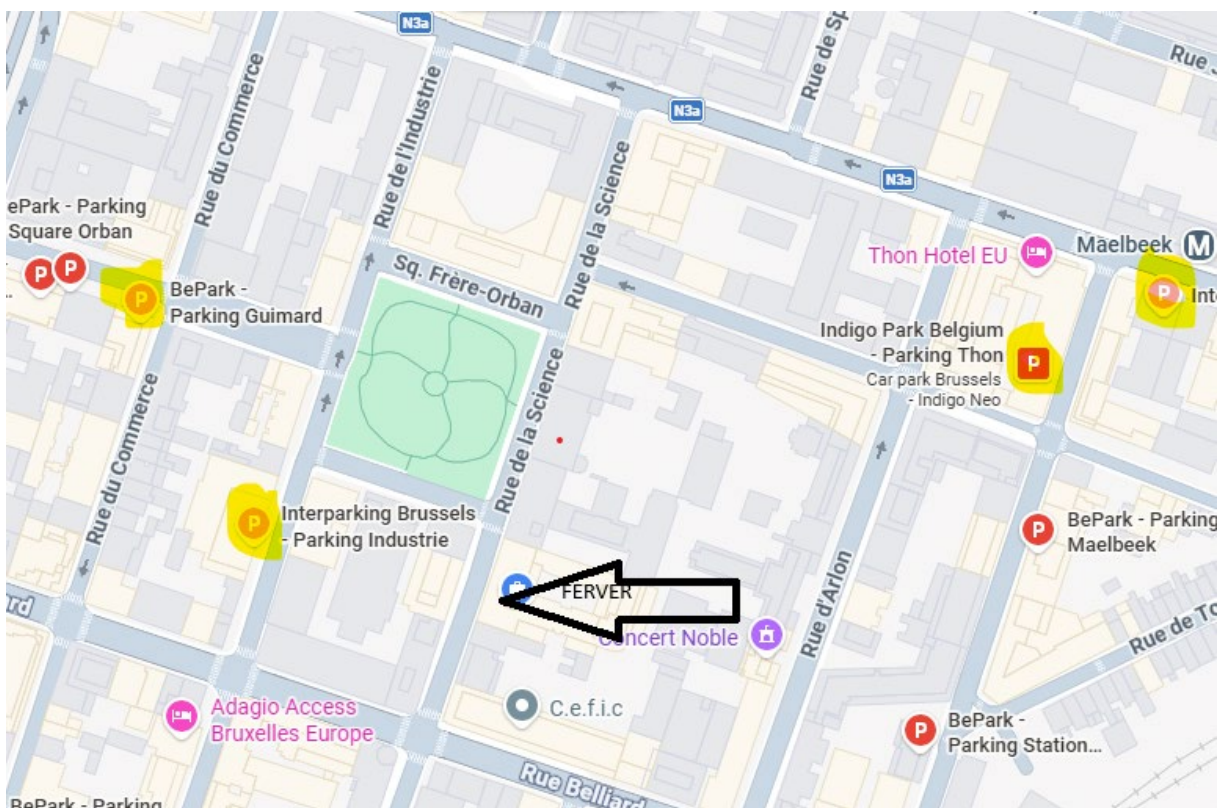 N3a
Rue de Sp
Rue
Rue du Commerce
Rue de l'Industrie
N3a
Rue de la Science
N3a
ePark - Parking
Square Orban
P
P
P
BePark -
Parking Guimard
Sq. Frère-Orban
Thon Hotel EU
Maelbeek M
P
Int
Indigo Park Belgium
- Parking Thon
Car park Brussels
- Indigo Neo
P
Rue du Commerce
Rue de la Science
P
Interparking Brussels
- Parking Industrie
P
BePark - Parking
Maelbeek
FERVER
Rue d'Arlon
Concert Noble
Rue de To
Adagio Access
Bruxelles Europe
C.e.f.i.c
P
BePark -
Parking Station...
Rue Belliard
BePark - Parking